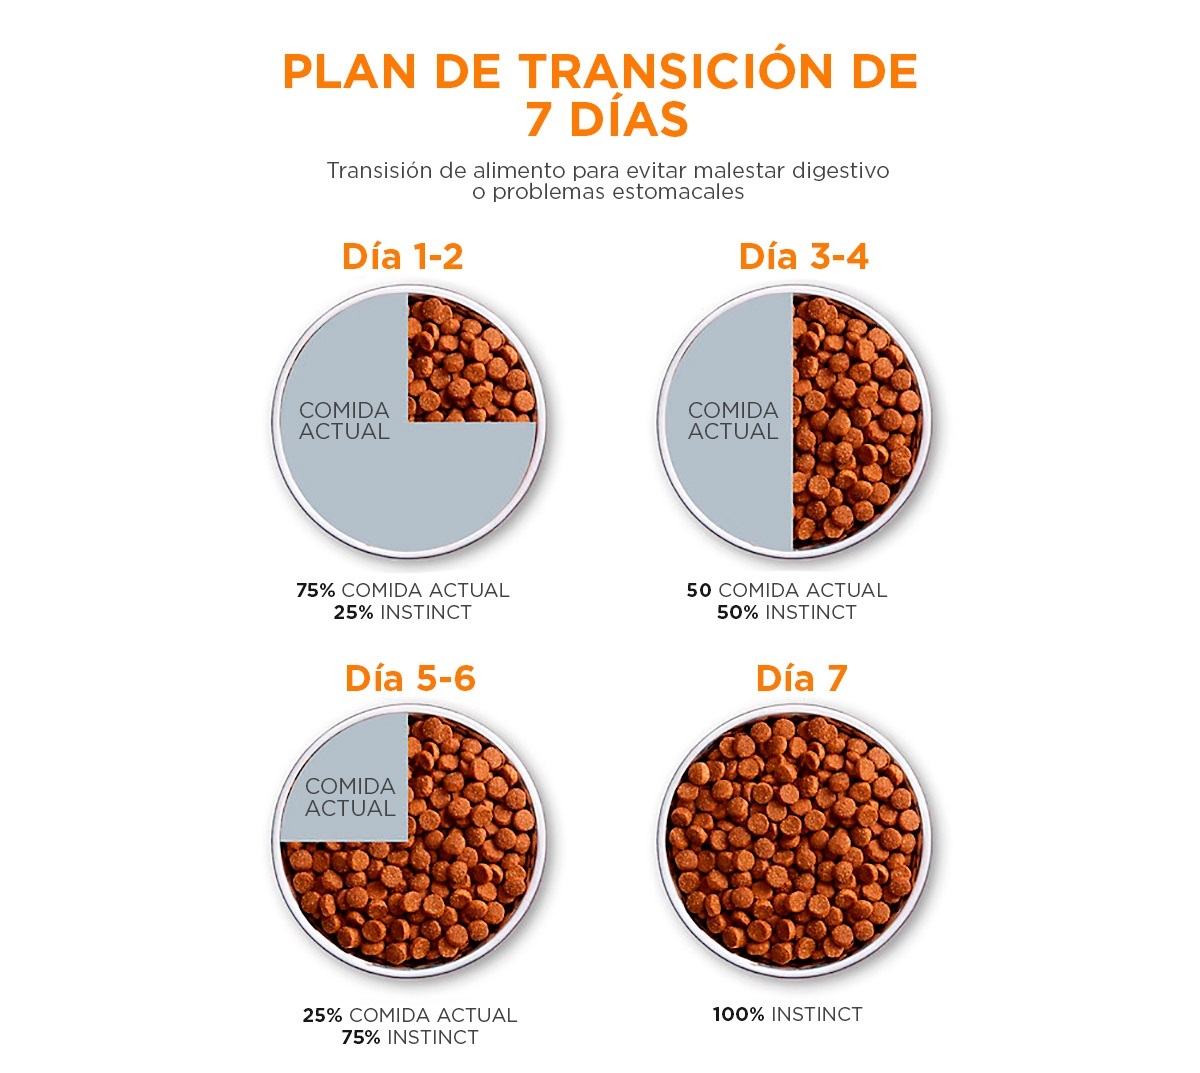 PLAN DE TRANSICIÓN DE
7 DÍAS
Transisión de alimento para evitar malestar digestivo
o problemas estomacales
Día 1-2
COMIDA
ACTUAL
75% COMIDA ACTUAL
25% INSTINCT
Día 3-4
COMIDA
ACTUAL
50 COMIDA ACTUAL
50% INSTINCT
Día 5-6
COMIDA
ACTUAL
25% COMIDA ACTUAL
75% INSTINCT
Día 7
100% INSTINCT